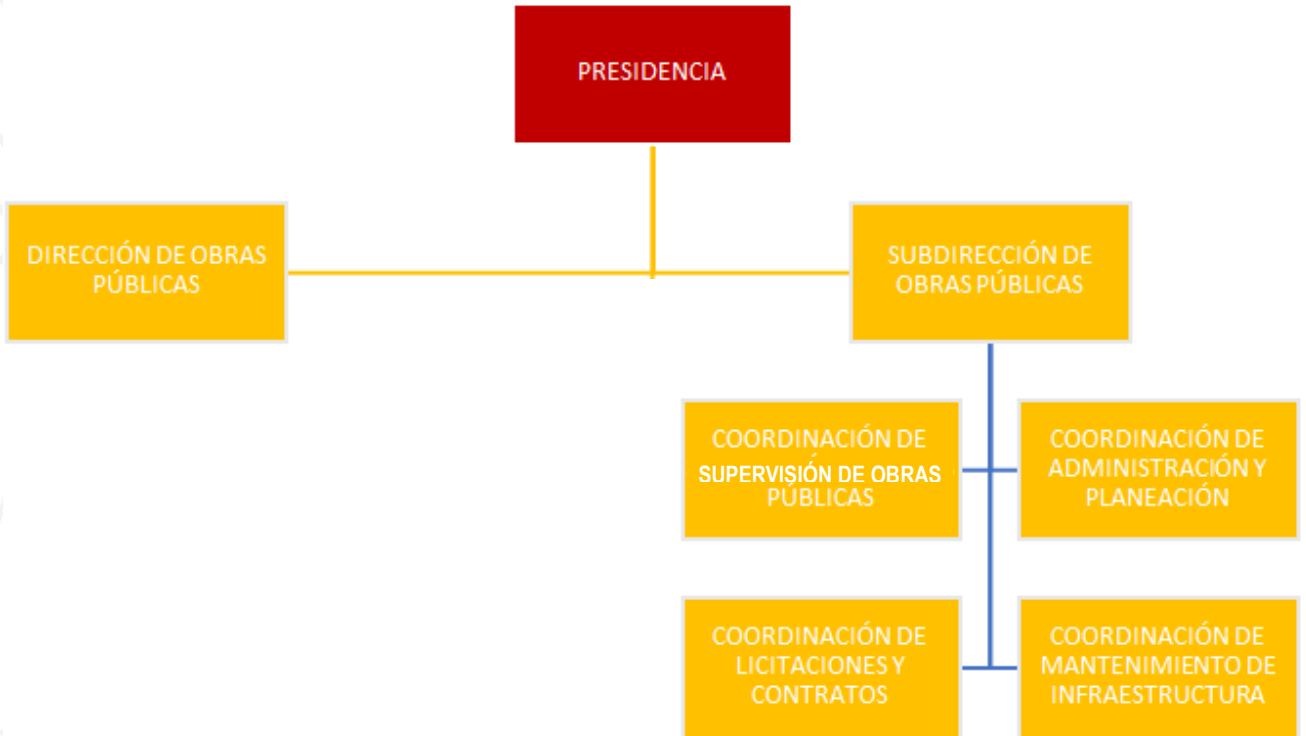 PRESIDENCIA
DIRECCIÓN DE OBRAS
PÚBLICAS
SUBDIRECCIÓN DE
OBRAS PÚBLICAS
COORDINACIÓN DE
SUPERVISIÓN DE OBRAS
PÚBLICAS
COORDINACIÓN DE
ADMINISTRACIÓN Y
PLANEACIÓN
COORDINACIÓN DE
LICITACIONES Y
CONTRATOS
COORDINACIÓN DE
MANTENIMIENTO DE
INFRAESTRUCTURA